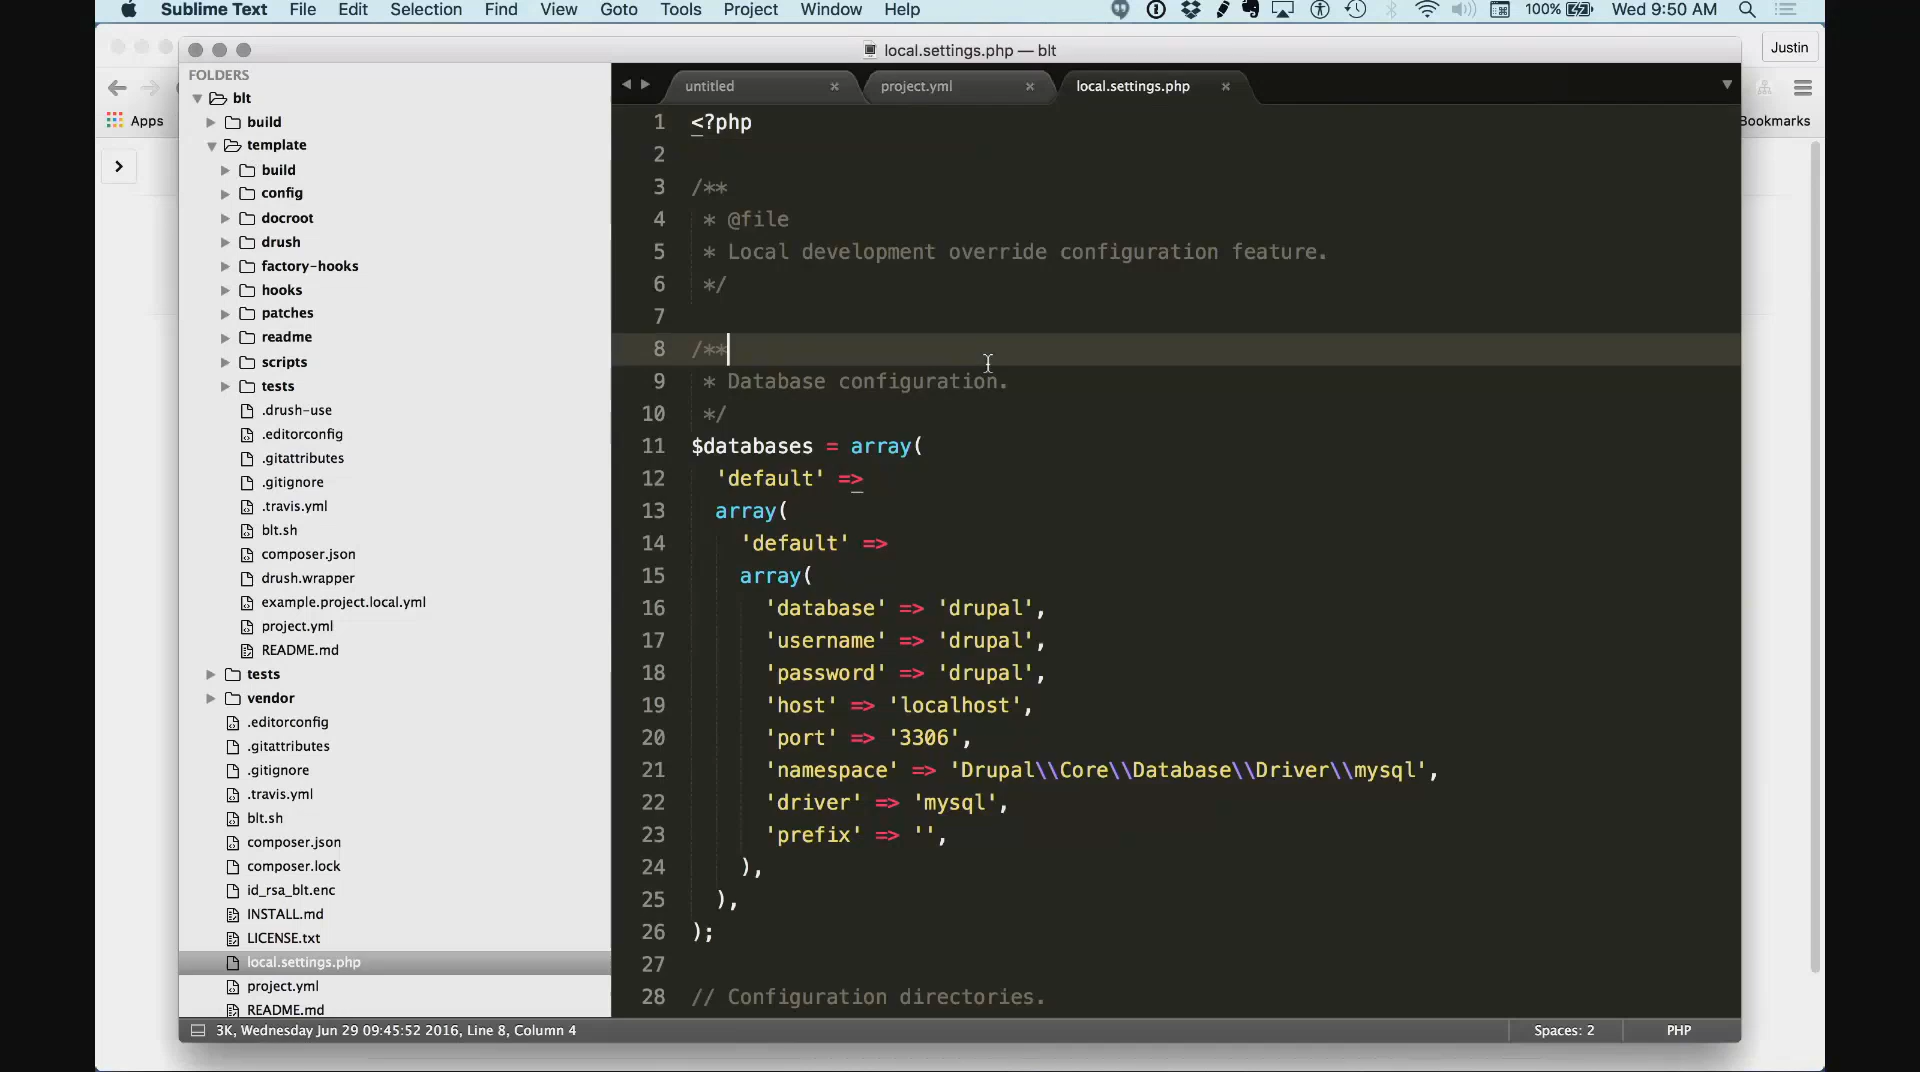 Sublime Text File Edit Selection Find View Goto Tools Project Window Help 100% Wed 9:50 AM
local.settings.php — blt
Justin
Apps
Bookmarks
FOLDERS
blt
build
template
build
config
docroot
drush
factory-hooks
hooks
patches
readme
scripts
tests
.drush-use
.editorconfig
.gitattributes
.gitignore
.travis.yml
blt.sh
composer.json
drush.wrapper
example.project.local.yml
project.yml
README.md
tests
vendor
.editorconfig
.gitattributes
.gitignore
.travis.yml
blt.sh
composer.json
composer.lock
id_rsa_blt.enc
INSTALL.md
LICENSE.txt
local.settings.php
project.yml
README.md
untitled × project.yml × local.settings.php ×
1 <?php
2
3 /**
4  * @file
5  * Local development override configuration feature.
6  */
7
8 /**
9  * Database configuration.
10  */
11 $databases = array(
12   'default' =>
13   array(
14     'default' =>
15     array(
16       'database' => 'drupal',
17       'username' => 'drupal',
18       'password' => 'drupal',
19       'host' => 'localhost',
20       'port' => '3306',
21       'namespace' => 'Drupal\\Core\\Database\\Driver\\mysql',
22       'driver' => 'mysql',
23       'prefix' => '',
24     ),
25   ),
26 );
27
28 // Configuration directories.
3K, Wednesday Jun 29 09:45:52 2016, Line 8, Column 4 Spaces: 2 PHP